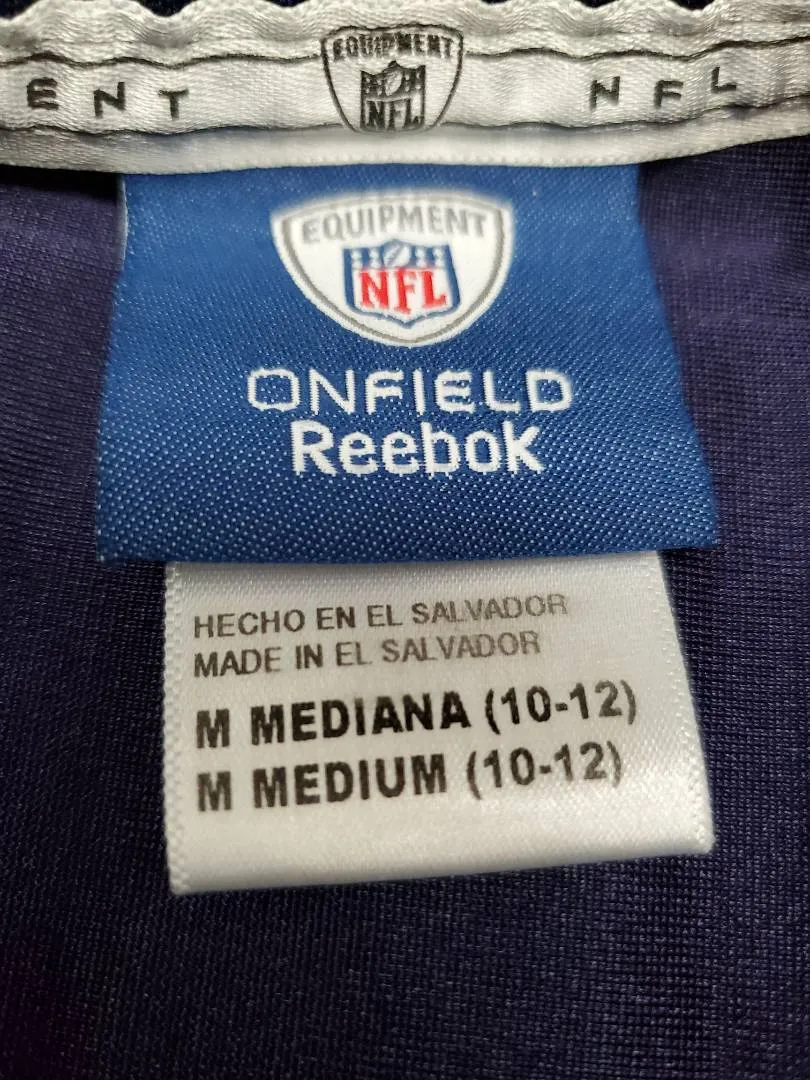 ENT
EQUIPMENT
NFL
NFL
EQUIPMENT
NFL
ONFIELD
Reebok
HECHO EN EL SALVADOR
MADE IN EL SALVADOR
M MEDIANA (10-12)
M MEDIUM (10-12)